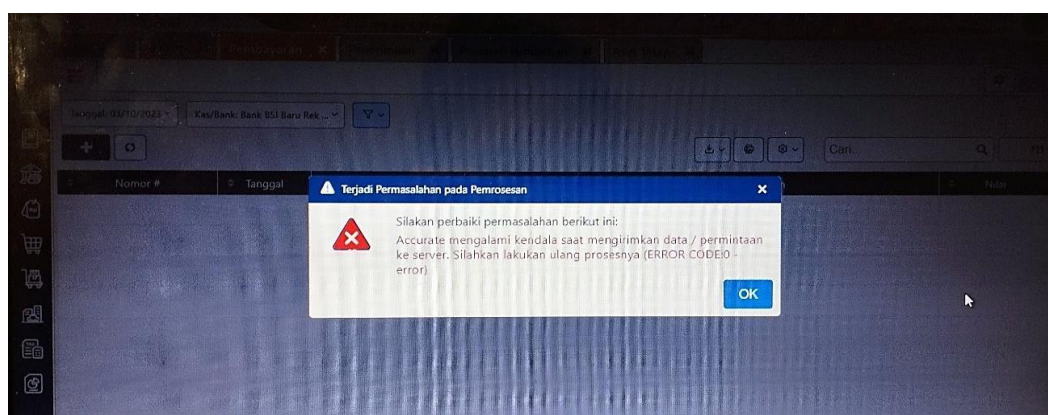 Pembayaran
Tanggal: 03/10/2023
Kas/Bank: Bank BSI Baru Rek ...
Cari...
Nomor #
Tanggal
Nilai
Terjadi Permasalahan pada Pemrosesan
Silakan perbaiki permasalahan berikut ini:
Accurate mengalami kendala saat mengirimkan data / permintaan
ke server. Silahkan lakukan ulang prosesnya (ERROR CODE:0 -
error)
OK